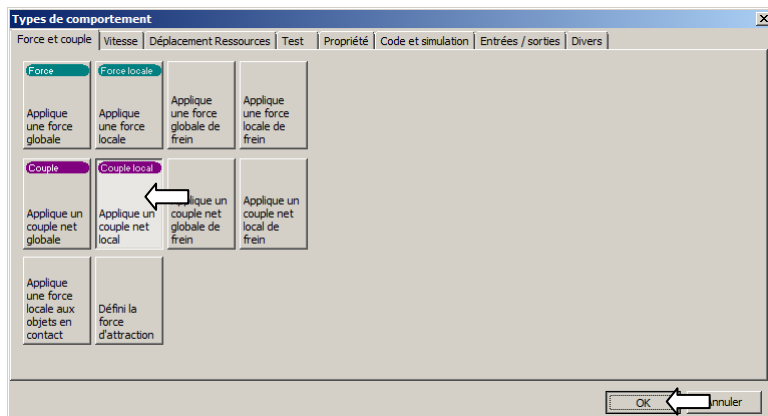 Types de comportement
Force et couple Vitesse Déplacement Ressources Test Propriété Code et simulation Entrées / sorties Divers
Force
Applique
une force
globale
Force locale
Applique
une force
locale
Applique
une force
globale de
frein
Applique
une force
locale de
frein
Couple
Applique un
couple net
globale
Couple local
Applique un
couple net
local
un
couple net
globale de
frein
Applique un
couple net
local de
frein
Applique
une force
locale aux
objets en
contact
Défini la
force
d'attraction
OK